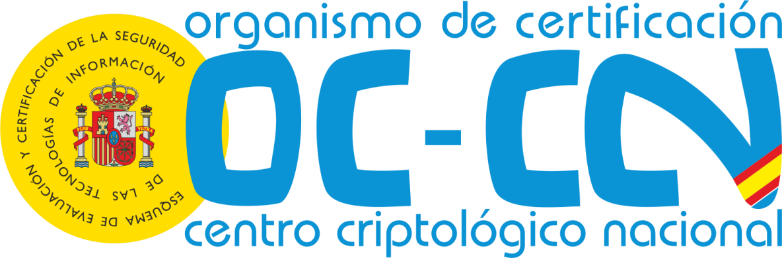 organismo de certificación
OC-CN
centro criptológico nacional
ESQUEMA DE EVALUACIÓN Y CERTIFICACIÓN DE LA SEGURIDAD
DE LAS TECNOLOGÍAS DE INFORMACIÓN